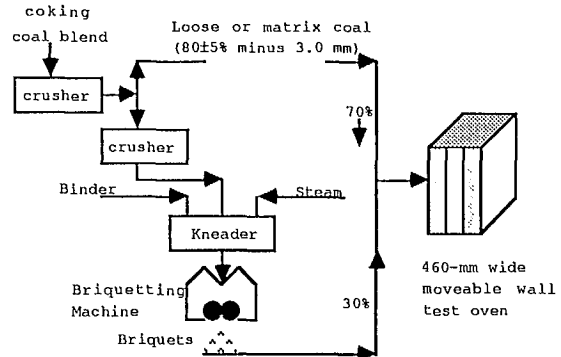 coking
coal blend
Loose or matrix coal
(80±5% minus 3.0 mm)
crusher
70%
crusher
Binder
Steam
Kneader
Briquetting
Machine
30%
460-mm wide
moveable wall
test oven
Briquets